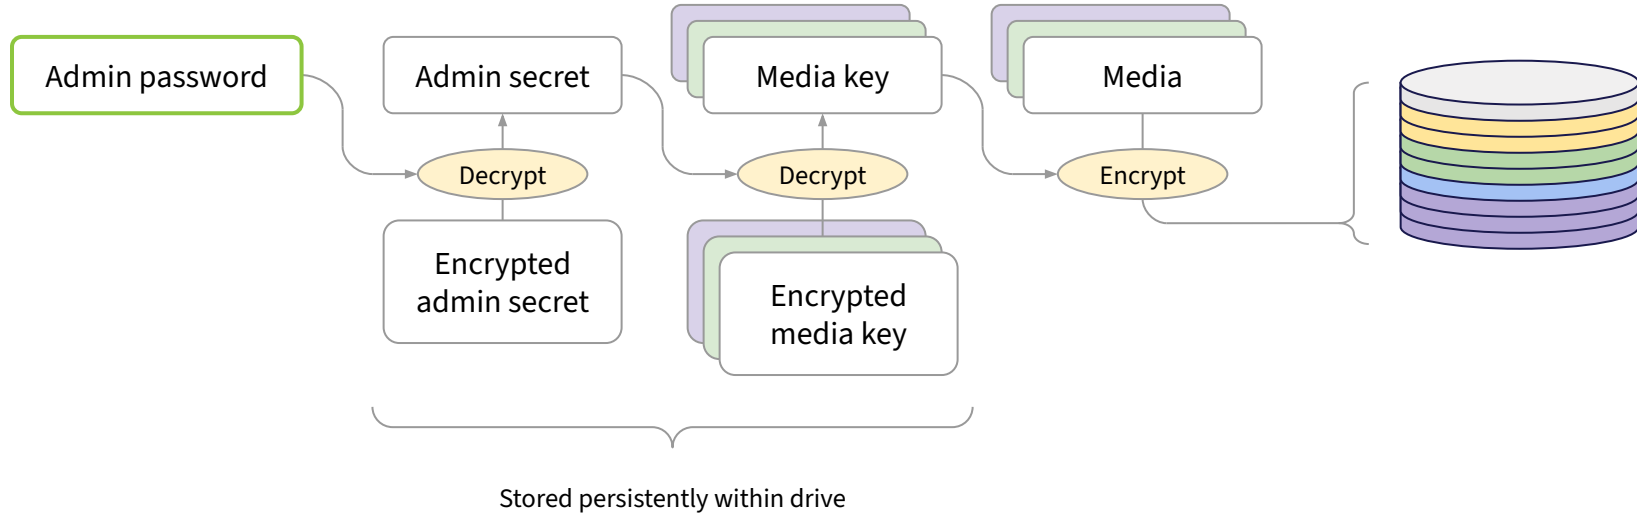 Admin password
Admin secret
Media key
Media
Decrypt
Decrypt
Encrypt
Encrypted
admin secret
Encrypted
media key
Stored persistently within drive